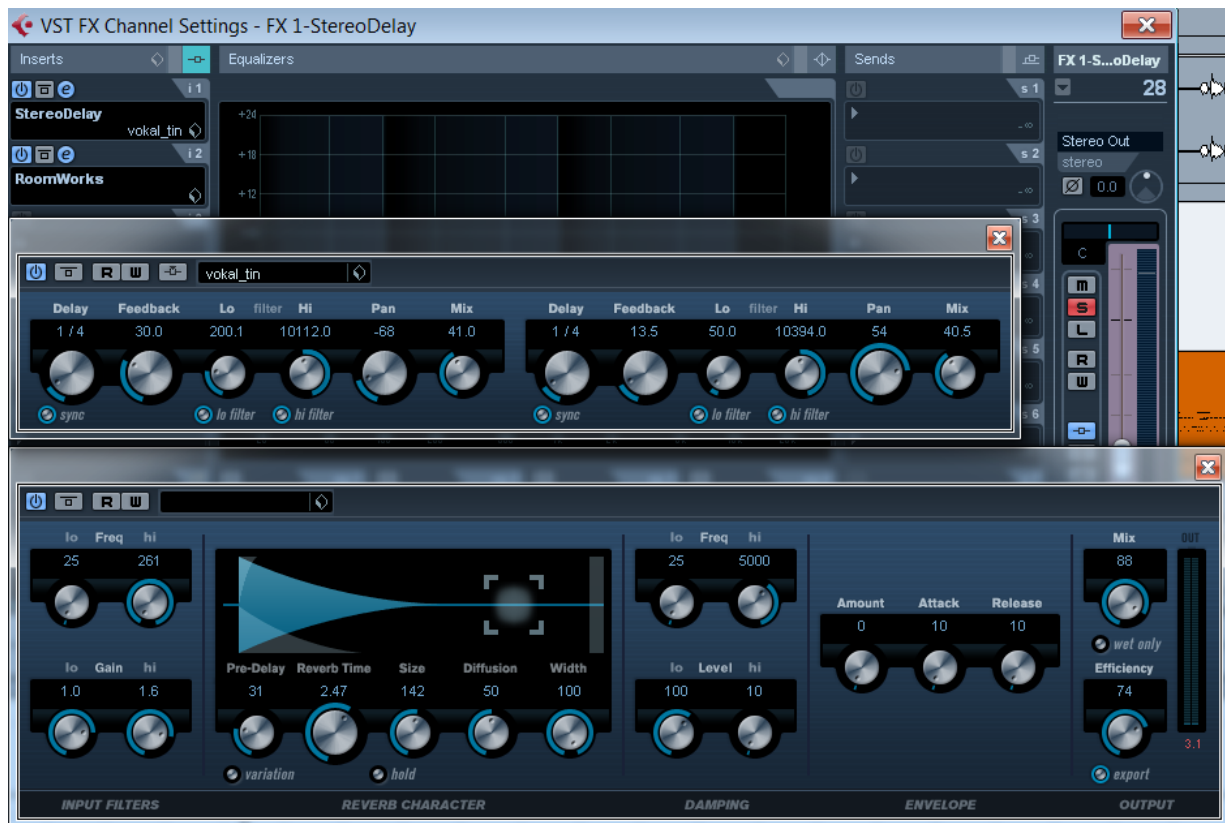 VST FX Channel Settings - FX 1-StereoDelay
Inserts Equalizers Sends FX 1-S...oDelay
e i 1 s 1 28
StereoDelay
vokal_tin
+24
-∞
e i 2 s 2
RoomWorks
+18
+12
-∞
Stereo Out
stereo
0.0
s 3
C
s 4
m
S
L
s 5
R
W
s 6
R W vokal_tin
Delay Feedback Lo filter Hi Pan Mix Delay Feedback Lo filter Hi Pan Mix
1 / 4 30.0 200.1 10112.0 -68 41.0 1 / 4 13.5 50.0 10394.0 54 40.5
sync lo filter hi filter sync lo filter hi filter
R W
lo Freq hi lo Freq hi Mix OUT
25 261 25 5000 88
Amount Attack Release
0 10 10
wet only
lo Gain hi Pre-Delay Reverb Time Size Diffusion Width lo Level hi Efficiency
1.0 1.6 31 2.47 142 50 100 100 10 74
3.1
variation hold export
INPUT FILTERS REVERB CHARACTER DAMPING ENVELOPE OUTPUT